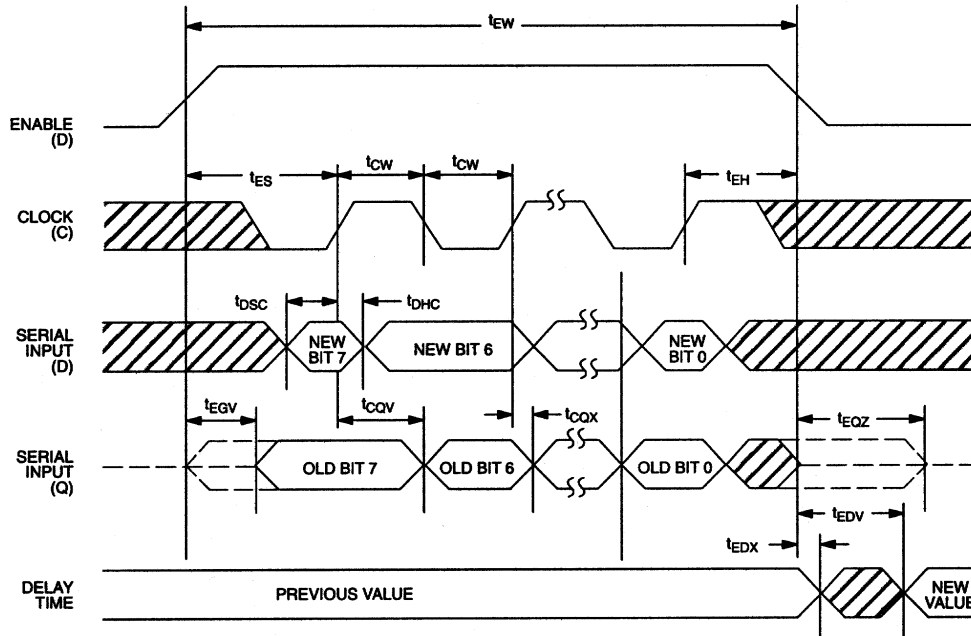 tEW
ENABLE
(D)
tES
tCW
tCW
tEH
CLOCK
(C)
tDSC
tDHC
SERIAL
INPUT
(D)
NEW
BIT 7
NEW BIT 6
NEW
BIT 0
tEGV
tCQV
tCQX
tEQZ
SERIAL
INPUT
(Q)
OLD BIT 7
OLD BIT 6
OLD BIT 0
tEDV
tEDX
DELAY
TIME
PREVIOUS VALUE
NEW
VALUE